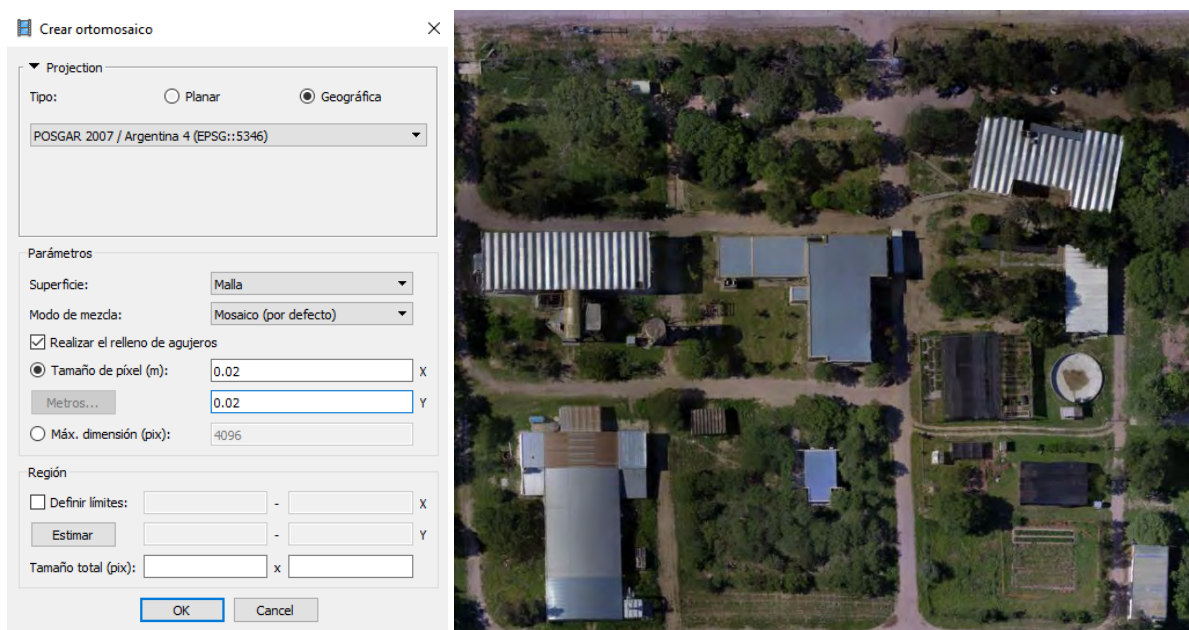 Crear ortomosaico
Projection
Tipo: Planar Geográfica
POSGAR 2007 / Argentina 4 (EPSG::5346)
Parámetros
Superficie: Malla
Modo de mezcla: Mosaico (por defecto)
Realizar el relleno de agujeros
Tamaño de píxel (m): 0.02 X
Metros... 0.02 Y
Máx. dimensión (pix): 4096
Región
Definir límites: - X
Estimar - Y
Tamaño total (pix): x
OK Cancel